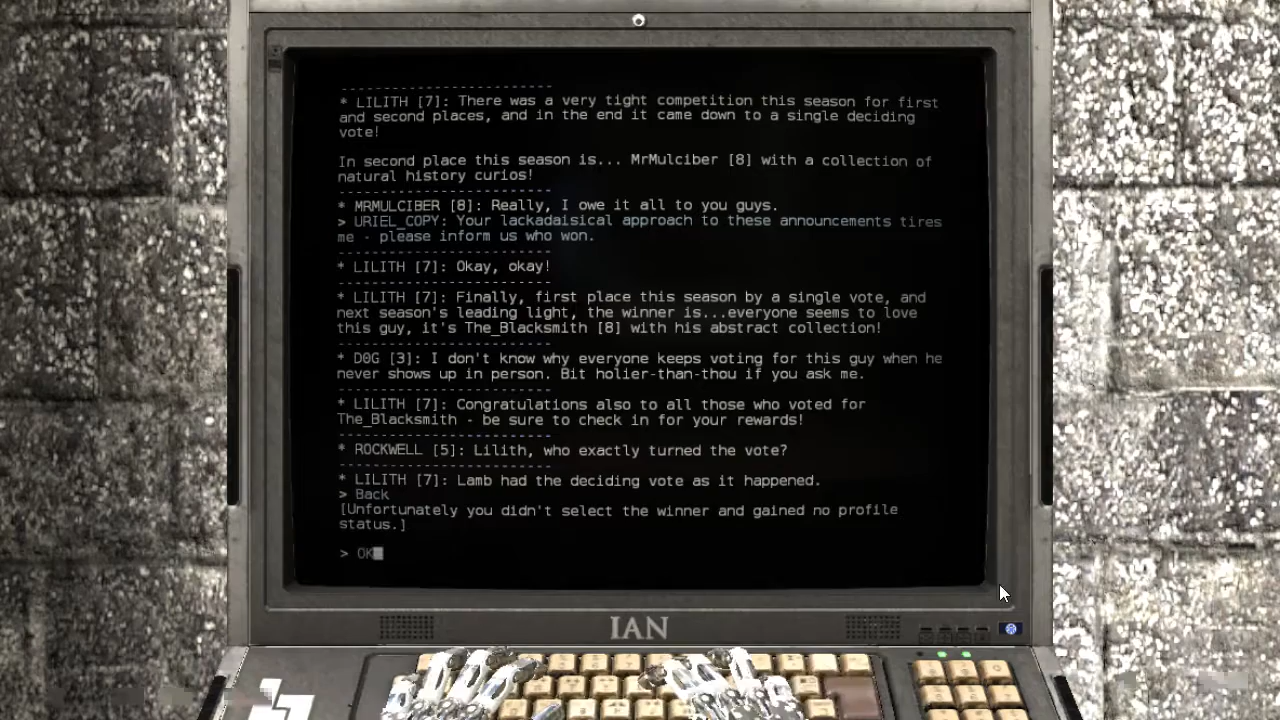 -------------------------
* LILITH [7]: There was a very tight competition this season for first
and second places, and in the end it came down to a single deciding
vote!
In second place this season is... MrMulciber [8] with a collection of
natural history curios!
-------------------------
* MRMULCIBER [8]: Really, I owe it all to you guys.
> URIEL_COPY: Your lackadaisical approach to these announcements tires
me - please inform us who won.
-------------------------
* LILITH [7]: Okay, okay!
-------------------------
* LILITH [7]: Finally, first place this season by a single vote, and
next season's leading light, the winner is...everyone seems to love
this guy, it's The_Blacksmith [8] with his abstract collection!
-------------------------
* D0G [3]: I don't know why everyone keeps voting for this guy when he
never shows up in person. Bit holier-than-thou if you ask me.
-------------------------
* LILITH [7]: Congratulations also to all those who voted for
The_Blacksmith - be sure to check in for your rewards!
-------------------------
* ROCKWELL [5]: Lilith, who exactly turned the vote?
-------------------------
* LILITH [7]: Lamb had the deciding vote as it happened.
> Back
[Unfortunately you didn't select the winner and gained no profile
status.]
> OK
IAN